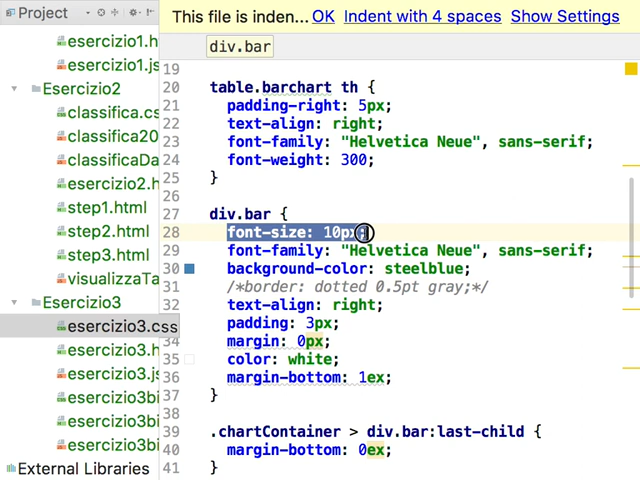 Project
This file is inden... OK Indent with 4 spaces Show Settings
esercizio1.h
esercizio1.js
Esercizio2
classifica.cs
classifica20
classificaDa
esercizio2.h
step1.html
step2.html
step3.html
visualizzaTa
Esercizio3
esercizio3.css
esercizio3.h
esercizio3.js
esercizio3bi
esercizio3bi
esercizio3bi
External Libraries
div.bar
19
20 table.barchart th {
21 padding-right: 5px;
22 text-align: right;
23 font-family: "Helvetica Neue", sans-serif;
24 font-weight: 300;
25 }
26
27 div.bar {
28 font-size: 10px;
29 font-family: "Helvetica Neue", sans-serif;
30 background-color: steelblue;
31 /*border: dotted 0.5pt gray;*/
32 text-align: right;
33 padding: 3px;
34 margin: 0px;
35 color: white;
36 margin-bottom: 1ex;
37 }
38
39 .chartContainer > div.bar:last-child {
40 margin-bottom: 0ex;
41 }